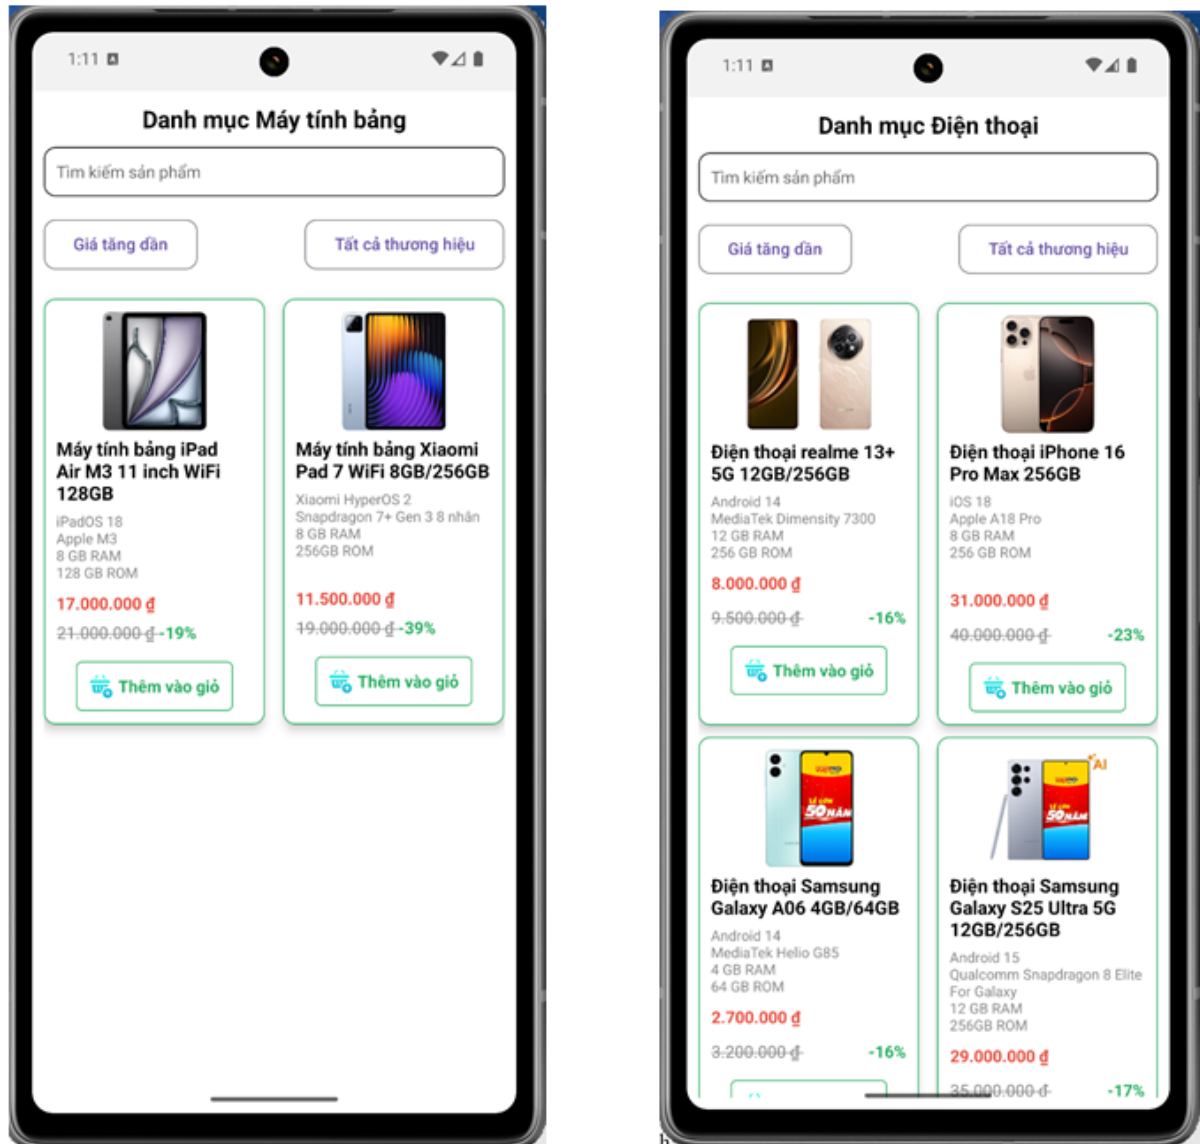 1:11
Danh mục Máy tính bảng
Tìm kiếm sản phẩm
Giá tăng dần
Tất cả thương hiệu
Máy tính bảng iPad
Air M3 11 inch WiFi
128GB
iPadOS 18
Apple M3
8 GB RAM
128 GB ROM
17.000.000 ₫
21.000.000 ₫ -19%
Thêm vào giỏ
Máy tính bảng Xiaomi
Pad 7 WiFi 8GB/256GB
Xiaomi HyperOS 2
Snapdragon 7+ Gen 3 8 nhân
8 GB RAM
256GB ROM
11.500.000 ₫
19.000.000 ₫ -39%
Thêm vào giỏ
1:11
Danh mục Điện thoại
Tìm kiếm sản phẩm
Giá tăng dần
Tất cả thương hiệu
Điện thoại realme 13+
5G 12GB/256GB
Android 14
MediaTek Dimensity 7300
12 GB RAM
256 GB ROM
8.000.000 ₫
9.500.000 ₫ -16%
Thêm vào giỏ
Điện thoại iPhone 16
Pro Max 256GB
iOS 18
Apple A18 Pro
8 GB RAM
256 GB ROM
31.000.000 ₫
40.000.000 ₫ -23%
Thêm vào giỏ
50 NĂM
Điện thoại Samsung
Galaxy A06 4GB/64GB
Android 14
MediaTek Helio G85
4 GB RAM
64 GB ROM
2.700.000 ₫
3.200.000 ₫ -16%
AI
50 NĂM
Điện thoại Samsung
Galaxy S25 Ultra 5G
12GB/256GB
Android 15
Qualcomm Snapdragon 8 Elite
For Galaxy
12 GB RAM
256GB ROM
29.000.000 ₫
35.000.000 ₫ -17%
h